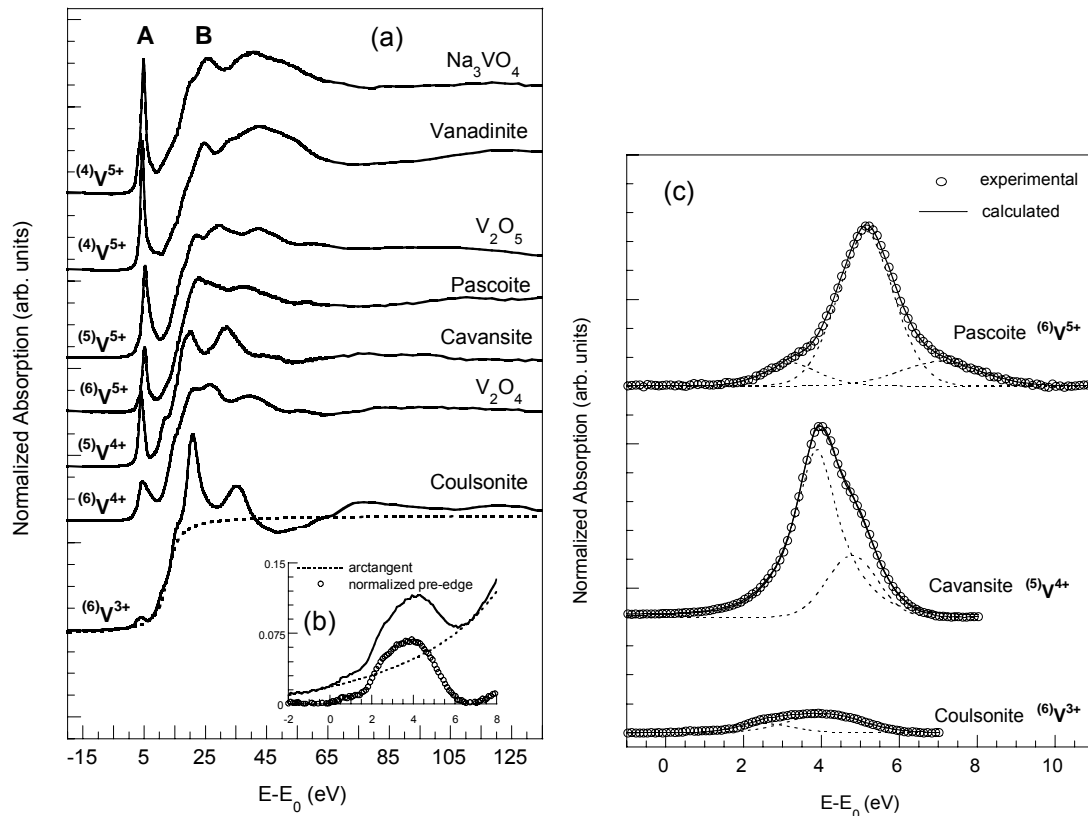 A
B
(a)
Na₃VO₄
Vanadinite
⁽⁴⁾V⁵⁺
V₂O₅
⁽⁴⁾V⁵⁺
Pascoite
⁽⁵⁾V⁵⁺
Cavansite
⁽⁶⁾V⁵⁺
V₂O₄
⁽⁵⁾V⁴⁺
Coulsonite
⁽⁶⁾V⁴⁺
⁽⁶⁾V³⁺
Normalized Absorption (arb. units)
-15 5 25 45 65 85 105 125
E-E₀ (eV)
arctangent
normalized pre-edge
(b)
0.15
0.075
0
-2 0 2 4 6 8
(c)
experimental
calculated
Pascoite ⁽⁶⁾V⁵⁺
Cavansite ⁽⁵⁾V⁴⁺
Coulsonite ⁽⁶⁾V³⁺
Normalized Absorption (arb. units)
0 2 4 6 8 10
E-E₀ (eV)